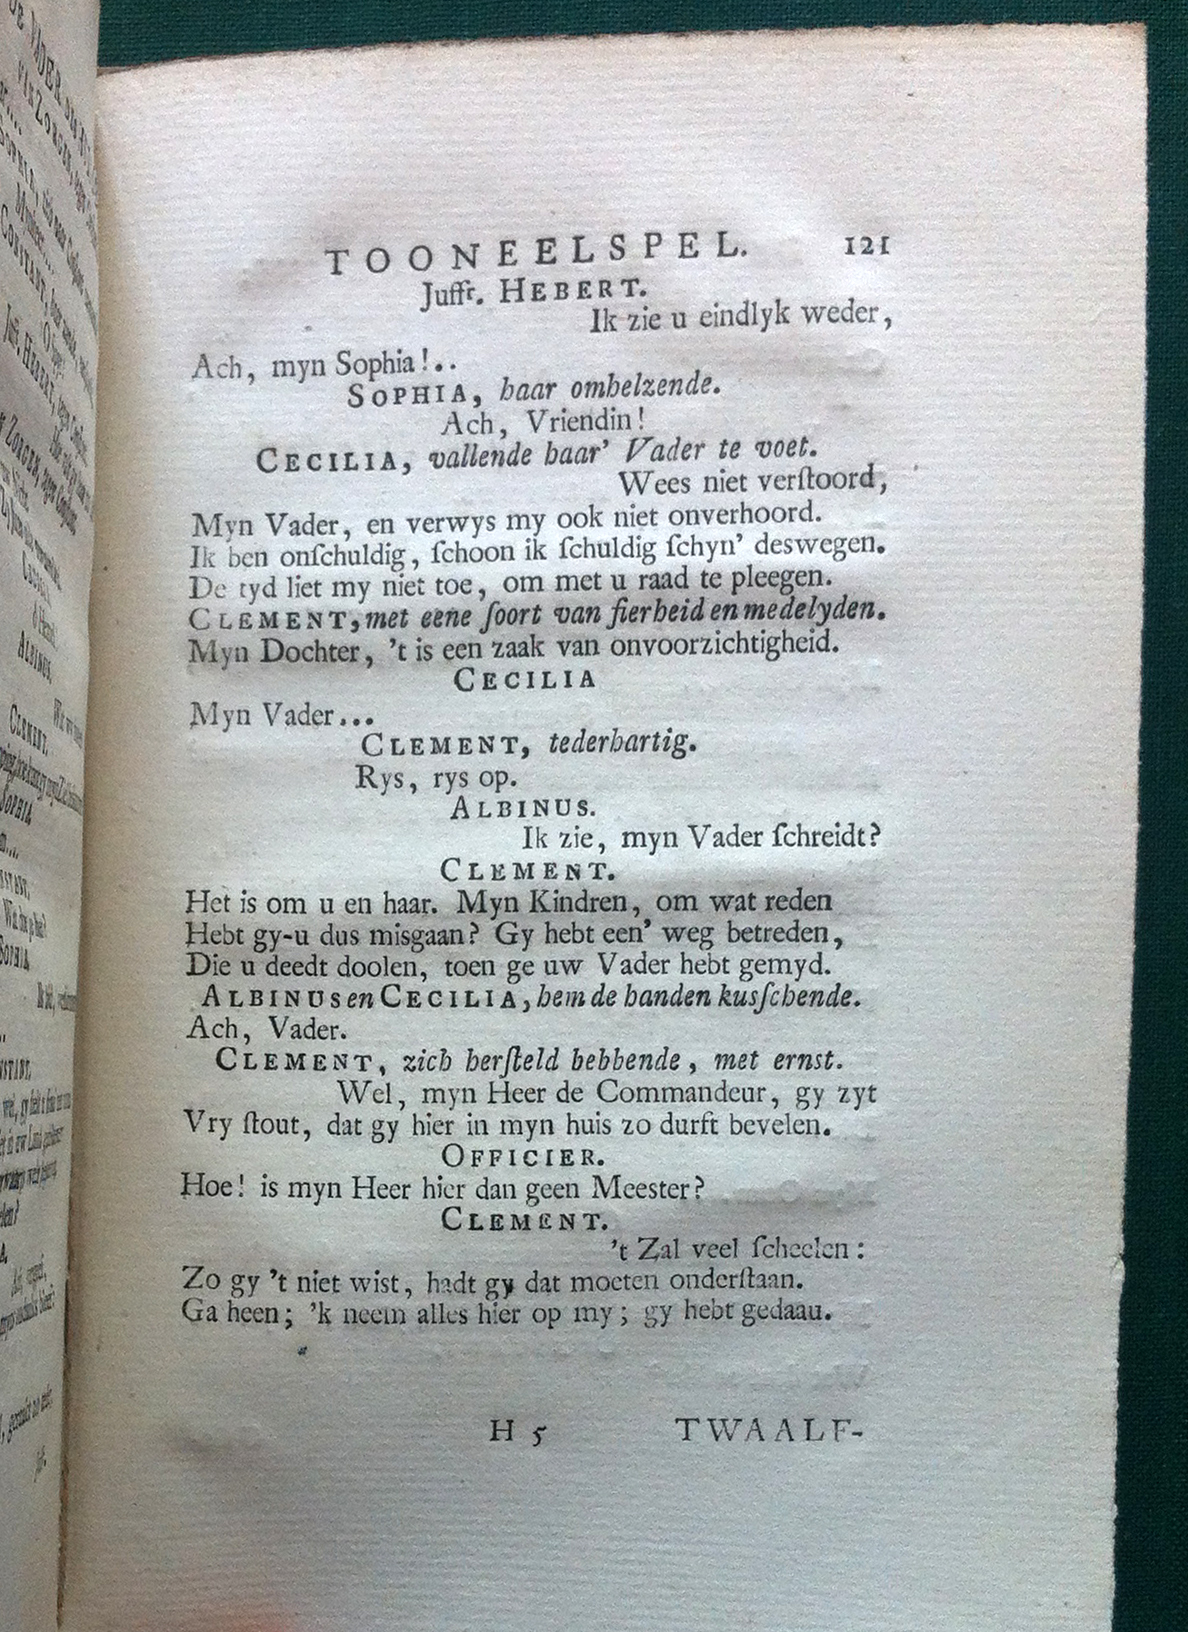 TOONEELSPEL. 121
Juffr. HEBERT.
Ik zie u eindlyk weder,
Ach, myn Sophia!..
SOPHIA, haar omhelzende.
Ach, Vriendin!
CECILIA, vallende haar' Vader te voet.
Wees niet verſtoord,
Myn Vader, en verwys my ook niet onverhoord.
Ik ben onſchuldig, ſchoon ik ſchuldig ſchyn' deswegen.
De tyd liet my niet toe, om met u raad te pleegen.
CLEMENT, met eene ſoort van fierheid en medelyden.
Myn Dochter, 't is een zaak van onvoorzichtigheid.
CECILIA
Myn Vader...
CLEMENT, tederhartig.
Rys, rys op.
ALBINUS.
Ik zie, myn Vader ſchreidt?
CLEMENT.
Het is om u en haar. Myn Kindren, om wat reden
Hebt gy-u dus misgaan? Gy hebt een' weg betreden,
Die u deedt doolen, toen ge uw Vader hebt gemyd.
ALBINUS en CECILIA, hem de handen kusſchende.
Ach, Vader.
CLEMENT, zich herſteld hebbende, met ernst.
Wel, myn Heer de Commandeur, gy zyt
Vry ſtout, dat gy hier in myn huis zo durft bevelen.
OFFICIER.
Hoe! is myn Heer hier dan geen Meester?
CLEMENT.
't Zal veel ſcheelen:
Zo gy 't niet wist, hadt gy dat moeten onderſtaan.
Ga heen; 'k neem alles hier op my; gy hebt gedaau.
H 5 TWAALF-